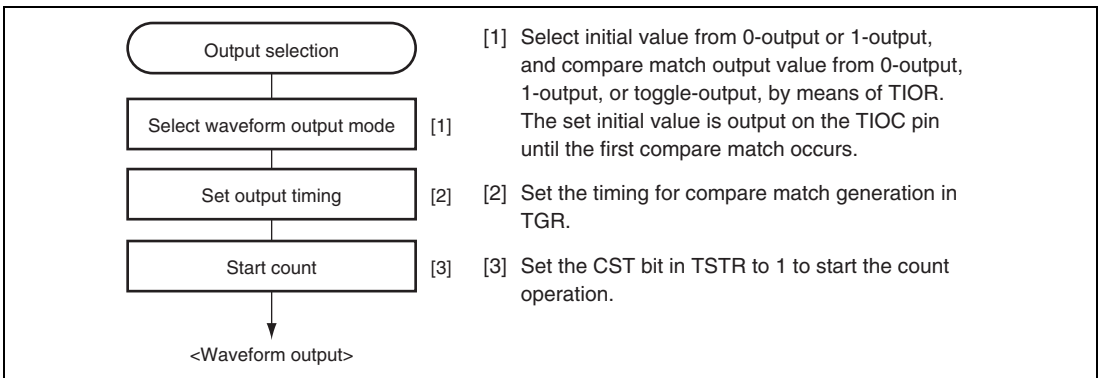 Output selection
Select waveform output mode [1]
Set output timing [2]
Start count [3]
<Waveform output>
[1] Select initial value from 0-output or 1-output,
and compare match output value from 0-output,
1-output, or toggle-output, by means of TIOR.
The set initial value is output on the TIOC pin
until the first compare match occurs.
[2] Set the timing for compare match generation in
TGR.
[3] Set the CST bit in TSTR to 1 to start the count
operation.